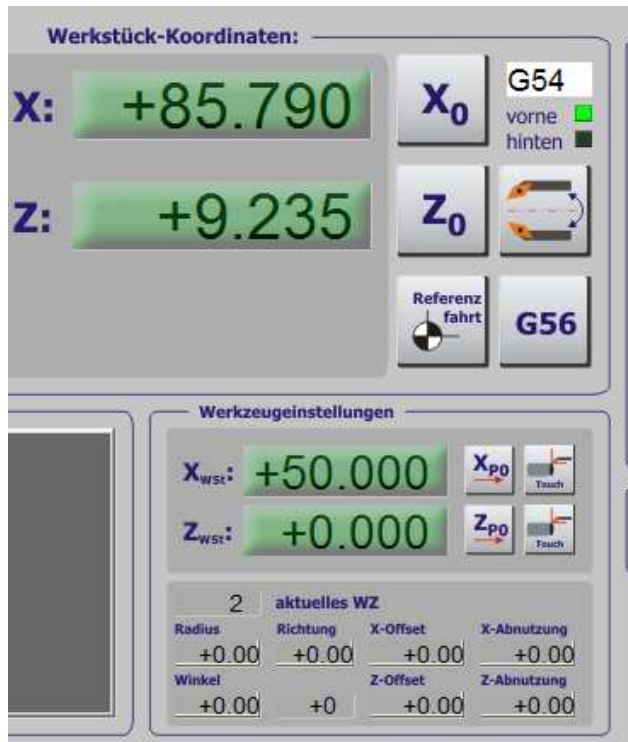 Werkstück-Koordinaten:
X: +85.790
X0
G54
vorne
hinten
Z: +9.235
Z0
Referenz
fahrt
G56
Werkzeugeinstellungen
XWSt: +50.000
XP0
Touch
ZWSt: +0.000
ZP0
Touch
2 aktuelles WZ
Radius Richtung X-Offset X-Abnutzung
+0.00 +0.00 +0.00 +0.00
Winkel Z-Offset Z-Abnutzung
+0.00 +0 +0.00 +0.00